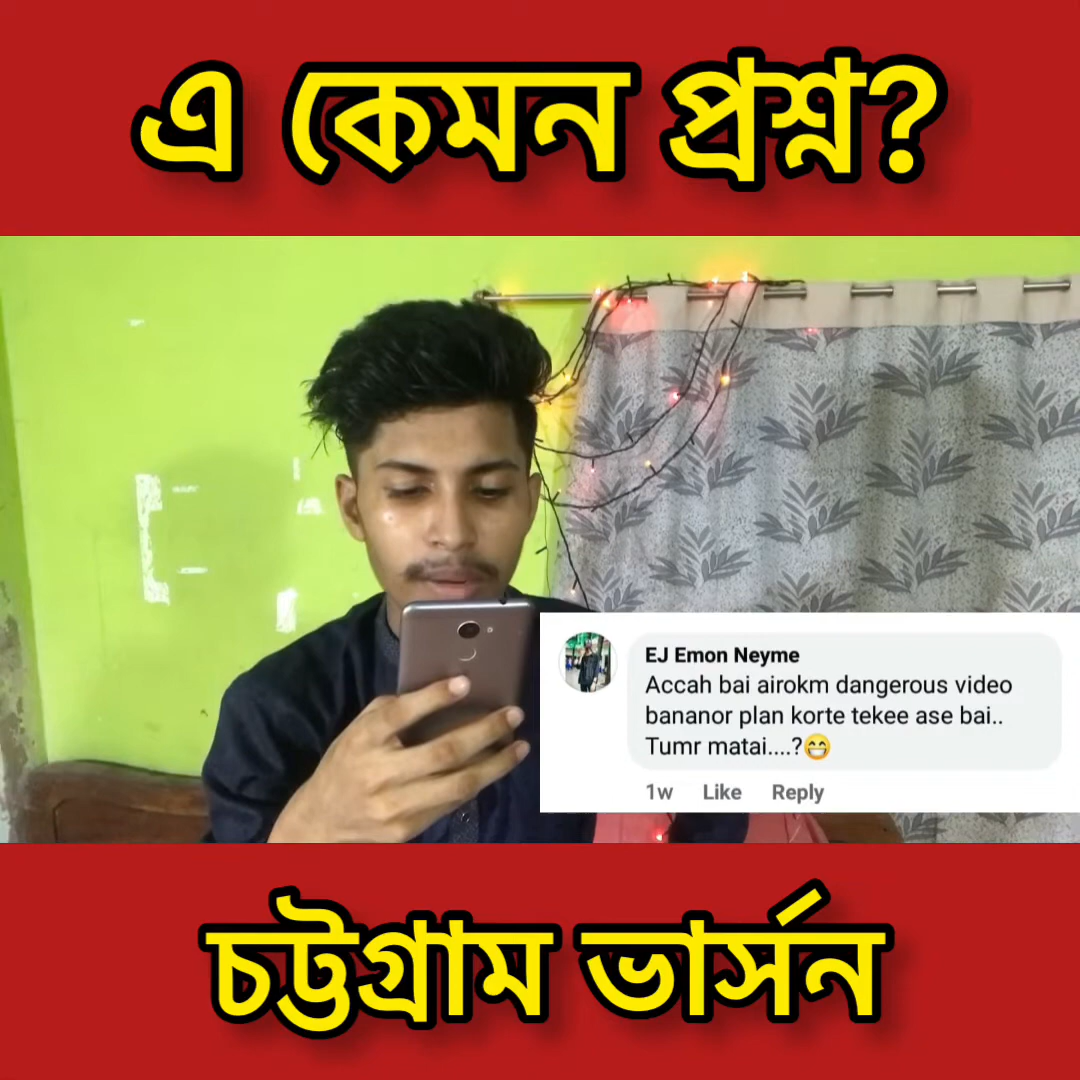 এ কেমন প্রশ্ন?
EJ Emon Neyme
Accah bai airokm dangerous video
bananor plan korte tekee ase bai..
Tumr matai....?😁
1w Like Reply
চট্টগ্রাম ভার্সন